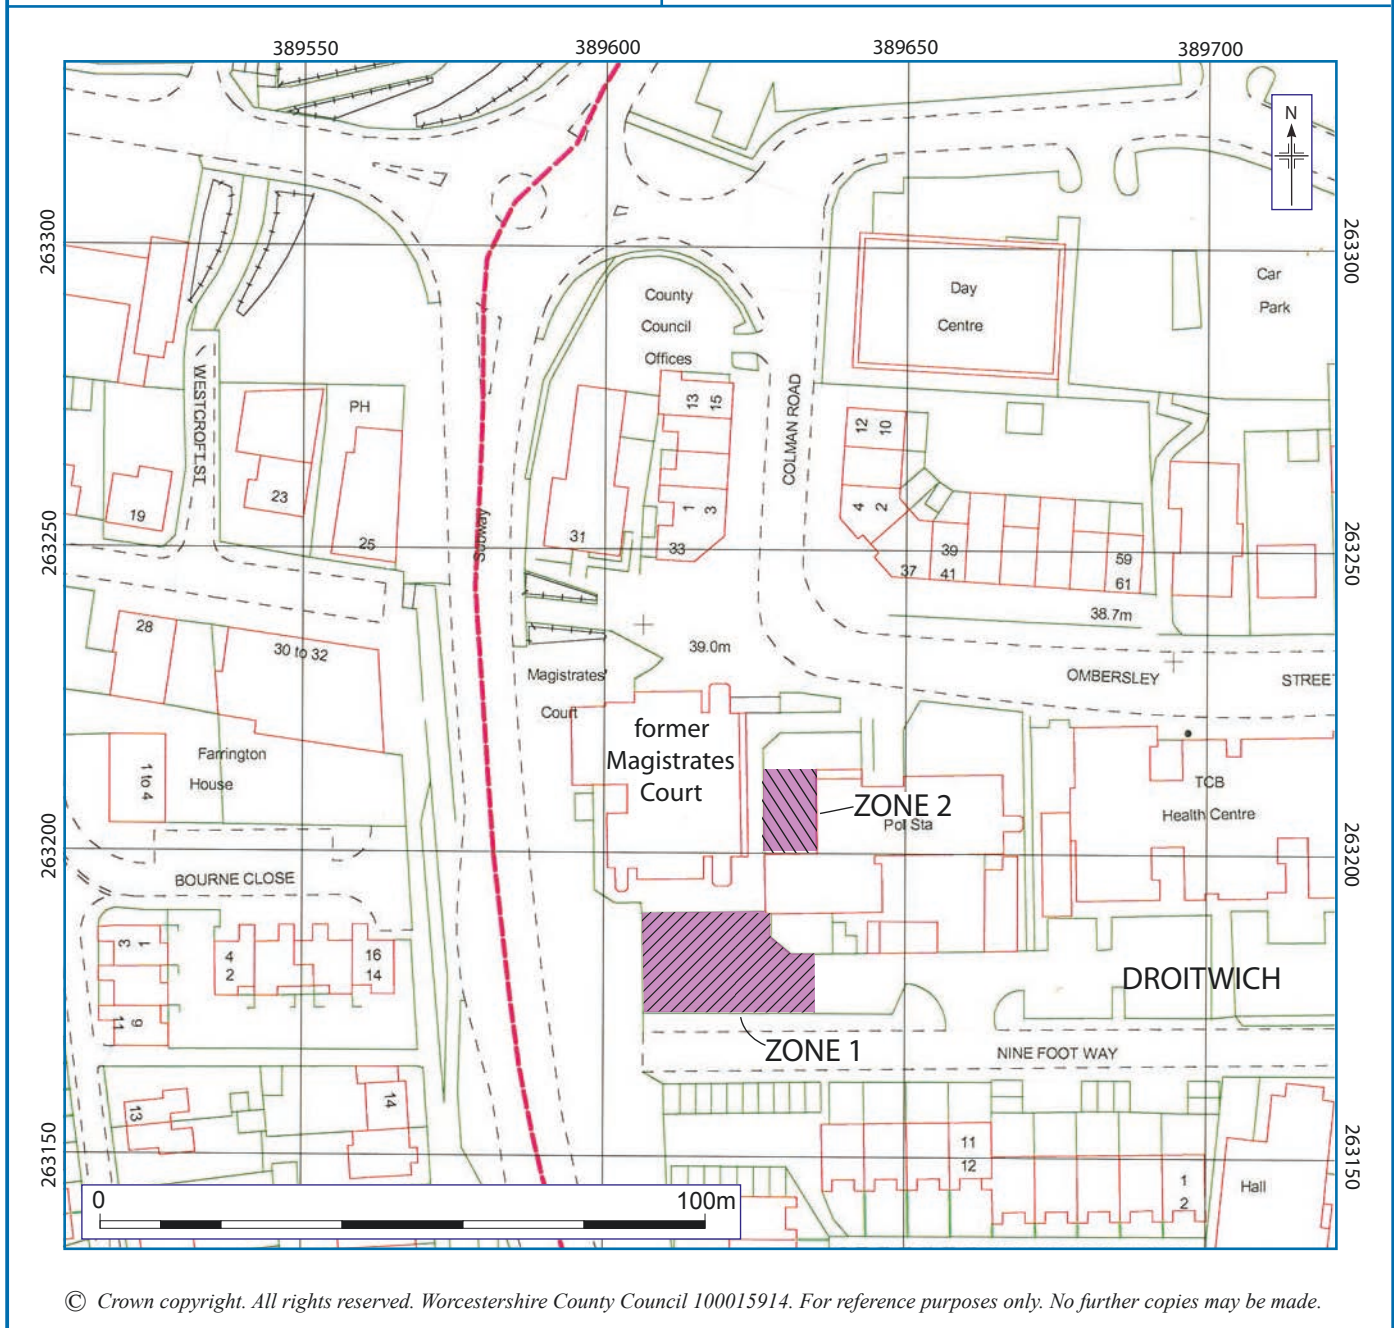 389550 389600 389650 389700
N
263300
263300
County
Council
Offices
Day
Centre
Car
Park
WESTCROFT ST
PH
13 15
COLMAN ROAD
12 10
23
19
25
31
1 3
33
4 2
37
39
41
59
61
263250
263250
Subway
38.7m
28
30 to 32
39.0m
Magistrates'
Court
OMBERSLEY STREET
former
Magistrates
Court
Farrington
House
1 to 4
TCB
Health Centre
ZONE 2
Pol Sta
263200
263200
BOURNE CLOSE
3 1
4
2
16
14
11 9
DROITWICH
ZONE 1
NINE FOOT WAY
13
14
11
12
263150
263150
1
2
Hall
0 100m
© Crown copyright. All rights reserved. Worcestershire County Council 100015914. For reference purposes only. No further copies may be made.